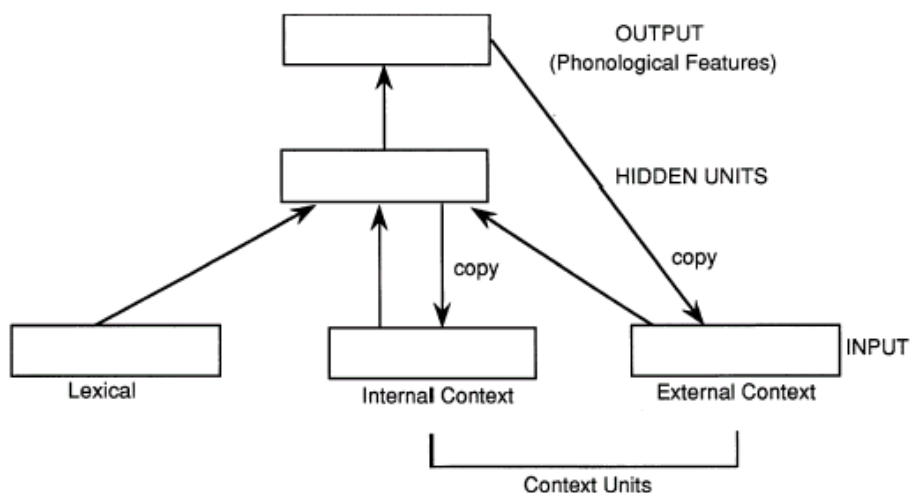 OUTPUT
(Phonological Features)
HIDDEN UNITS
copy
copy
INPUT
Lexical
Internal Context
External Context
Context Units